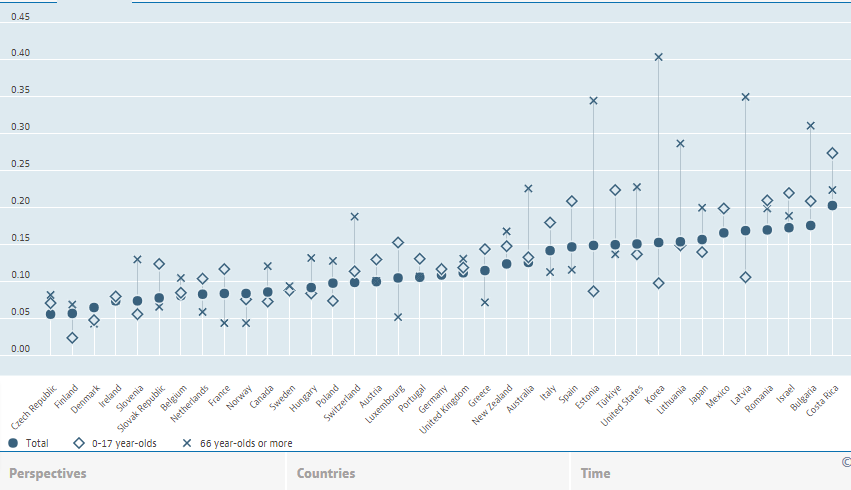 0.45
0.40
0.35
0.30
0.25
0.20
0.15
0.10
0.05
0.00
Czech Republic
Finland
Denmark
Ireland
Slovenia
Slovak Republic
Belgium
Netherlands
France
Norway
Canada
Sweden
Hungary
Poland
Switzerland
Austria
Luxembourg
Portugal
Germany
United Kingdom
Greece
New Zealand
Australia
Italy
Spain
Estonia
Türkiye
United States
Korea
Lithuania
Japan
Mexico
Latvia
Romania
Israel
Bulgaria
Costa Rica
Total 0-17 year-olds 66 year-olds or more
©
Perspectives Countries Time